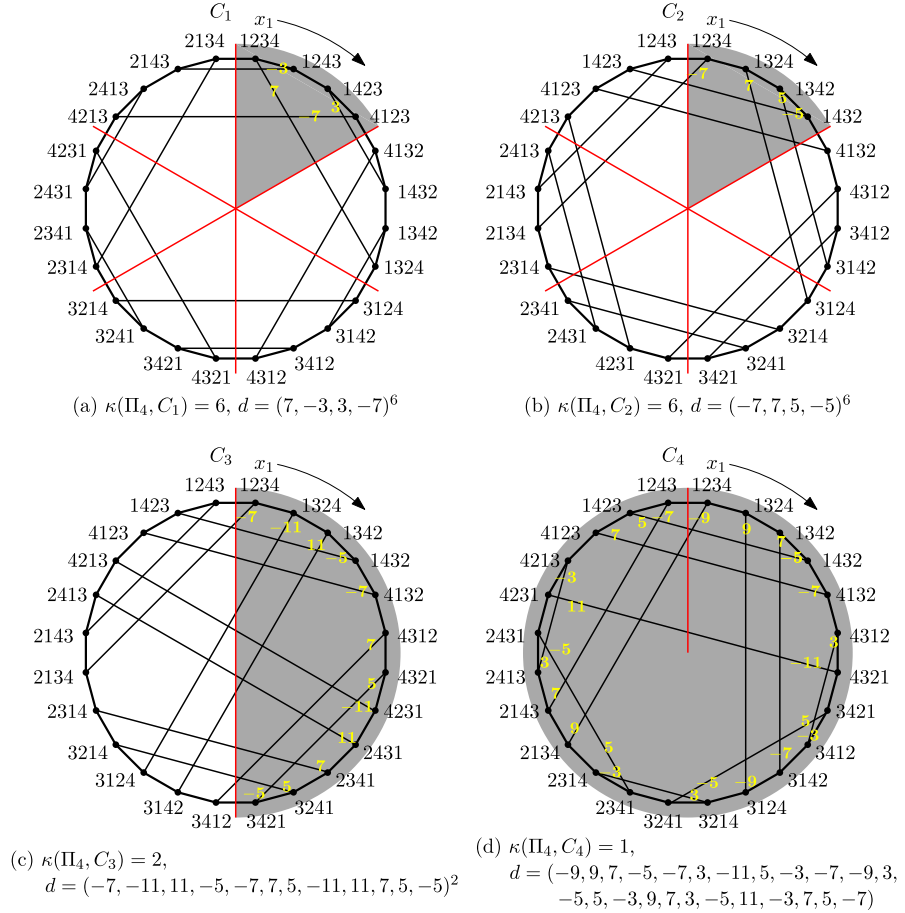 C₁
x₁
2134 1234
2143 3 1243
2413 7 3 1423
4213 −7 4123
4231 4132
2431 1432
2341 1342
2314 1324
3214 3124
3241 3142
3421 3412
4321 4312
(a) κ(Π₄, C₁) = 6, d = (7, −3, 3, −7)⁶
C₂
x₁
1243 1234
1423 −7 1324
4123 7 5 1342
4213 −5 1432
2413 4132
2143 4312
2134 3412
2314 3142
2341 3124
2431 3214
4231 3241
4321 3421
(b) κ(Π₄, C₂) = 6, d = (−7, 7, 5, −5)⁶
C₃
x₁
1243 1234
1423 −7 −11 1324
4123 11 1342
4213 −5 1432
2413 −7 4132
2143 7 4312
2134 5 4321
2314 −11 4231
3214 11 2431
3124 7 2341
3142 5 3241
3412 −5 3421
(c) κ(Π₄, C₃) = 2,
d = (−7, −11, 11, −5, −7, 7, 5, −11, 11, 7, 5, −5)²
C₄
x₁
1243 7 −9 1234
1423 5 9 1324
4123 7 7 1342
4213 −3 −5 1432
4231 11 −7 4132
2431 −5 3 4312
2413 3 −11 4321
2143 7 5 3421
2134 9 −3 3412
2314 5 −7 3142
2341 −3 −9 3124
3241 3 −5 3214
(d) κ(Π₄, C₄) = 1,
d = (−9, 9, 7, −5, −7, 3, −11, 5, −3, −7, −9, 3,
−5, 5, −3, 9, 7, 3, −5, 11, −3, 7, 5, −7)